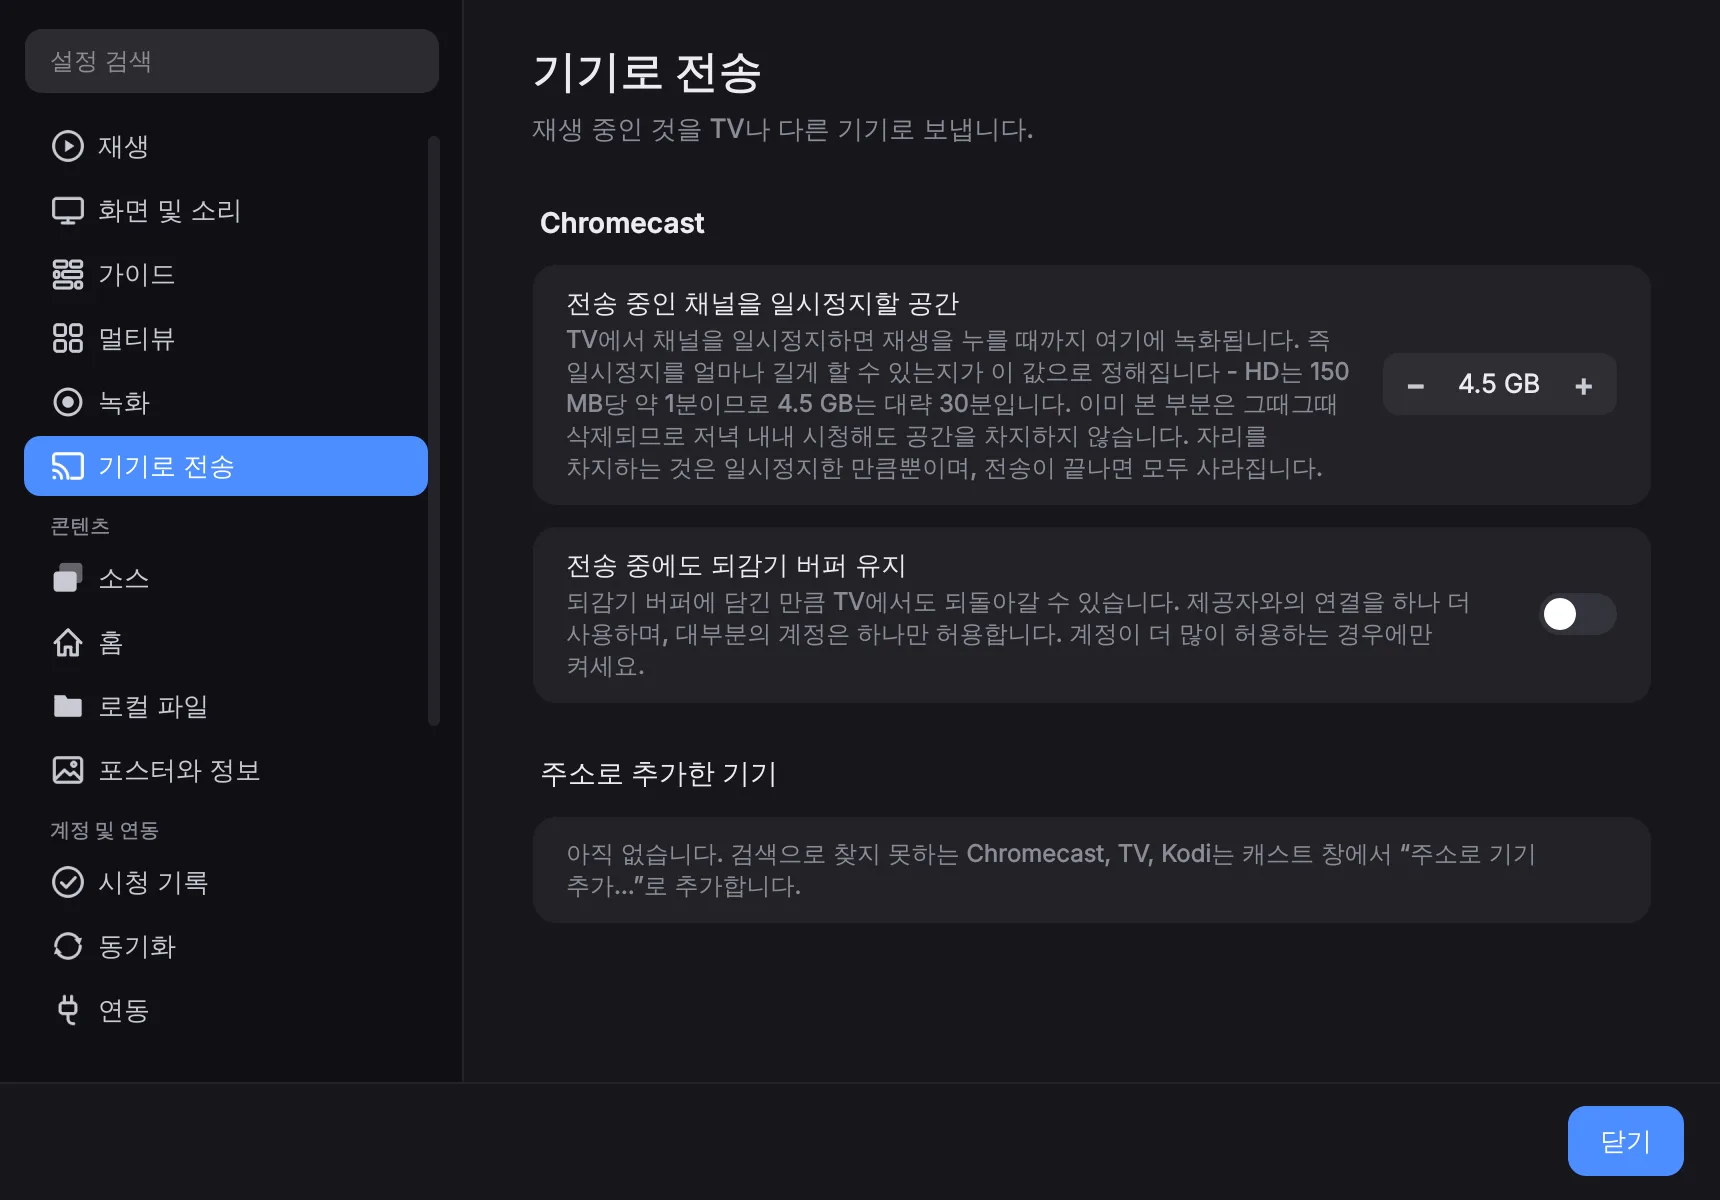 설정 검색
재생
화면 및 소리
가이드
멀티뷰
녹화
기기로 전송
콘텐츠
소스
홈
로컬 파일
포스터와 정보
계정 및 연동
시청 기록
동기화
연동
기기로 전송
재생 중인 것을 TV나 다른 기기로 보냅니다.
Chromecast
전송 중인 채널을 일시정지할 공간
TV에서 채널을 일시정지하면 재생을 누를 때까지 여기에 녹화됩니다. 즉
일시정지를 얼마나 길게 할 수 있는지가 이 값으로 정해집니다 - HD는 150
MB당 약 1분이므로 4.5 GB는 대략 30분입니다. 이미 본 부분은 그때그때
삭제되므로 저녁 내내 시청해도 공간을 차지하지 않습니다. 자리를
차지하는 것은 일시정지한 만큼뿐이며, 전송이 끝나면 모두 사라집니다.
− 4.5 GB +
전송 중에도 되감기 버퍼 유지
되감기 버퍼에 담긴 만큼 TV에서도 되돌아갈 수 있습니다. 제공자와의 연결을 하나 더
사용하며, 대부분의 계정은 하나만 허용합니다. 계정이 더 많이 허용하는 경우에만
켜세요.
주소로 추가한 기기
아직 없습니다. 검색으로 찾지 못하는 Chromecast, TV, Kodi는 캐스트 창에서 “주소로 기기
추가...”로 추가합니다.
닫기